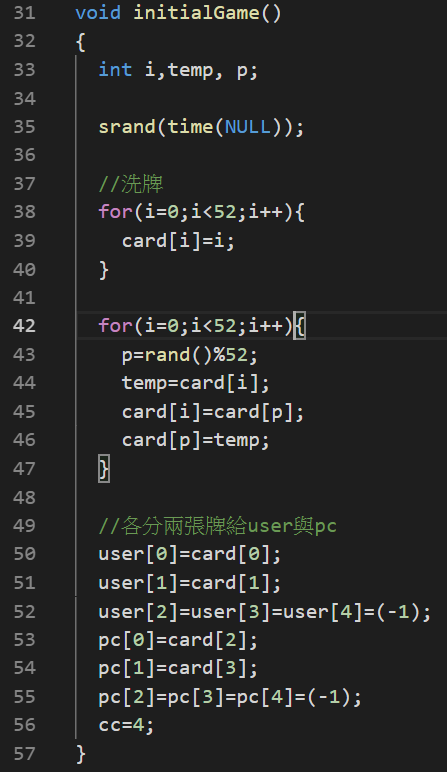 31 void initialGame()
32 {
33 int i,temp, p;
34
35 srand(time(NULL));
36
37 //洗牌
38 for(i=0;i<52;i++){
39 card[i]=i;
40 }
41
42 for(i=0;i<52;i++){
43 p=rand()%52;
44 temp=card[i];
45 card[i]=card[p];
46 card[p]=temp;
47 }
48
49 //各分兩張牌給user與pc
50 user[0]=card[0];
51 user[1]=card[1];
52 user[2]=user[3]=user[4]=(-1);
53 pc[0]=card[2];
54 pc[1]=card[3];
55 pc[2]=pc[3]=pc[4]=(-1);
56 cc=4;
57 }